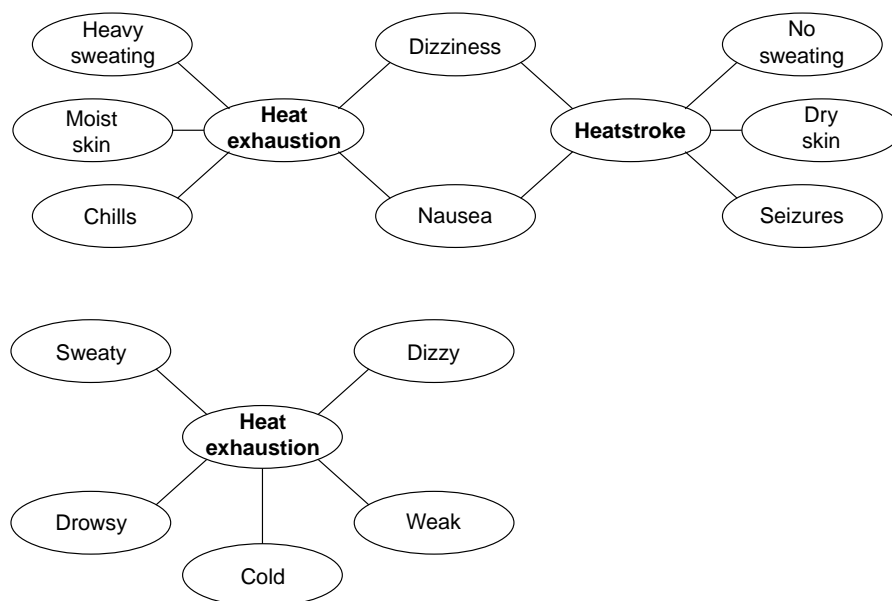 Heavy
sweating
Dizziness
No
sweating
Moist
skin
Heat
exhaustion
Heatstroke
Dry
skin
Chills
Nausea
Seizures
Sweaty
Dizzy
Heat
exhaustion
Drowsy
Weak
Cold